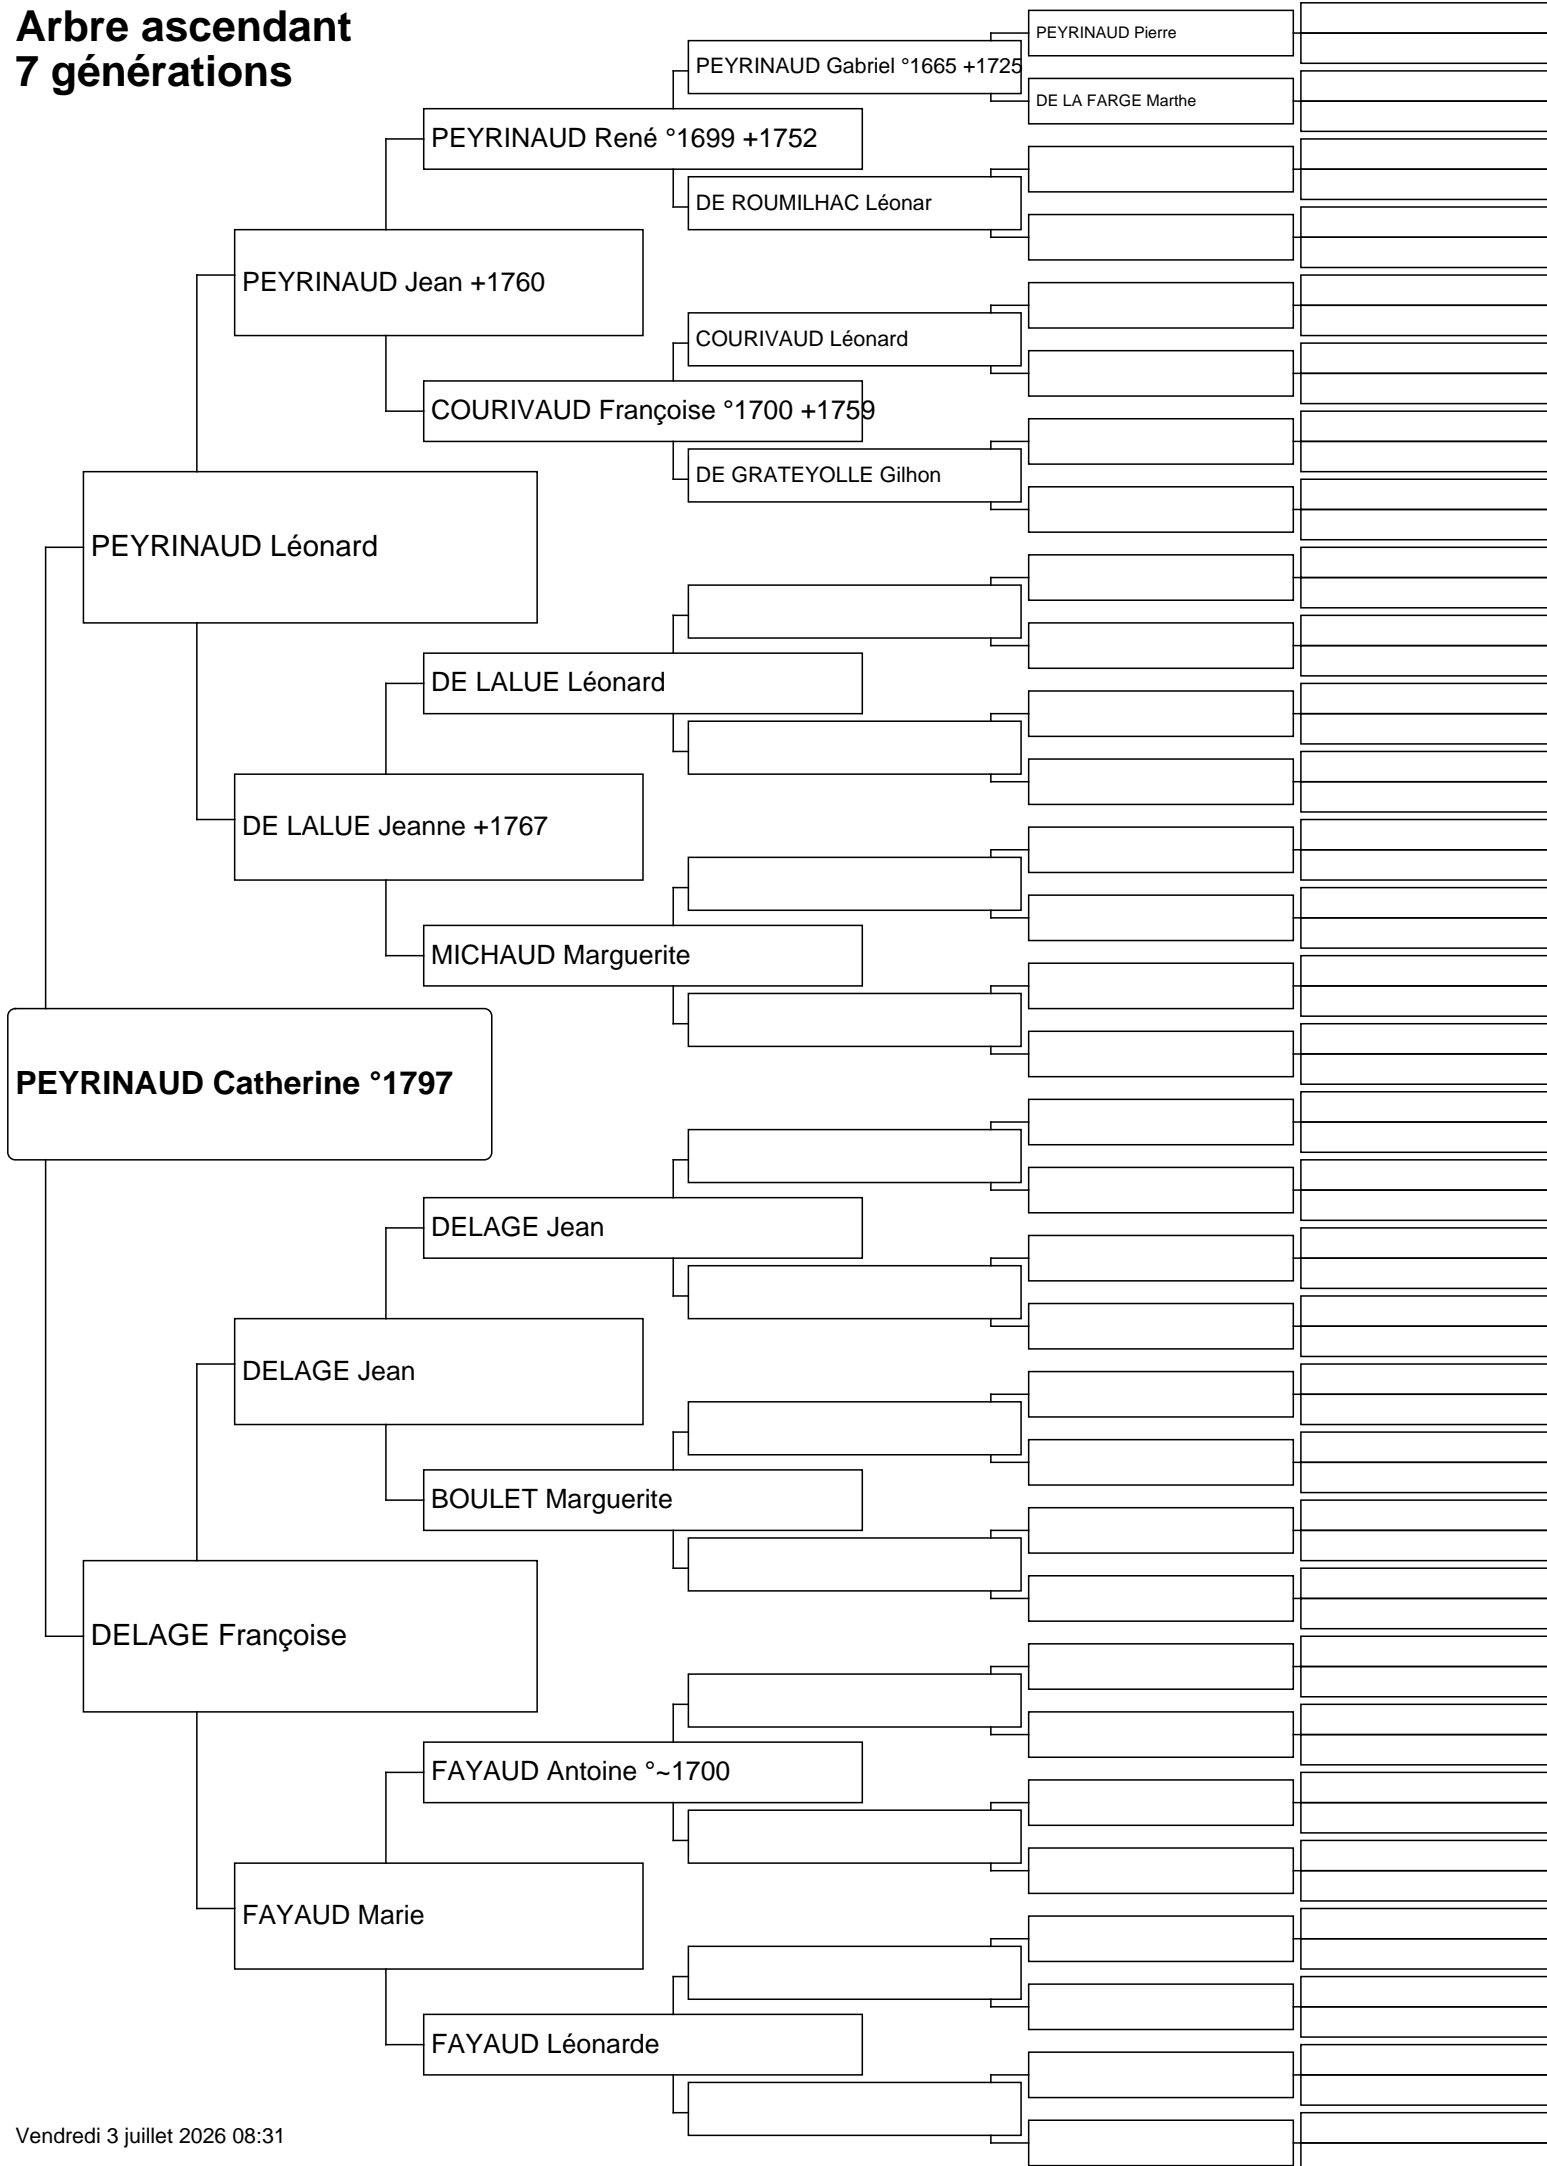 Arbre ascendant
7 générations
PEYRINAUD Pierre
PEYRINAUD Gabriel °1665 +1725
DE LA FARGE Marthe
PEYRINAUD René °1699 +1752
DE ROUMILHAC Léonar
PEYRINAUD Jean +1760
COURIVAUD Léonard
COURIVAUD Françoise °1700 +1759
DE GRATEYOLLE Gilhon
PEYRINAUD Léonard
DE LALUE Léonard
DE LALUE Jeanne +1767
MICHAUD Marguerite
PEYRINAUD Catherine °1797
DELAGE Jean
DELAGE Jean
BOULET Marguerite
DELAGE Françoise
FAYAUD Antoine °~1700
FAYAUD Marie
FAYAUD Léonarde
Vendredi 3 juillet 2026 08:31